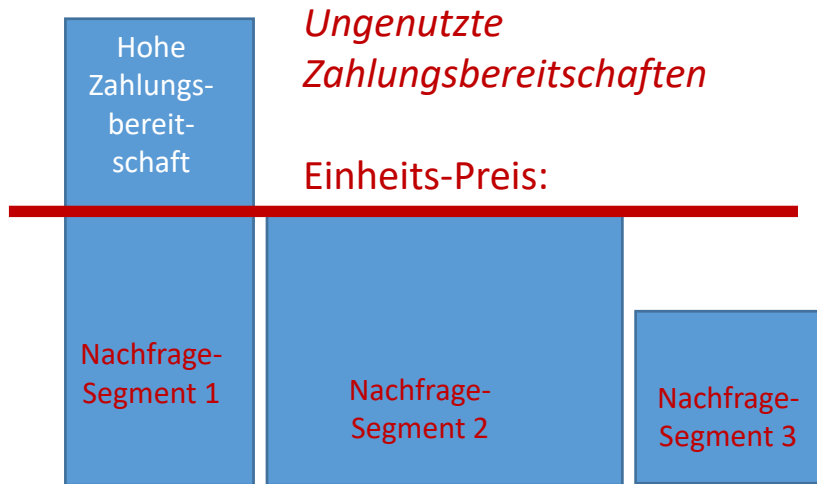 Hohe
Zahlungs-
bereit-
schaft
Ungenutzte
Zahlungsbereitschaften
Einheits-Preis:
Nachfrage-
Segment 1
Nachfrage-
Segment 2
Nachfrage-
Segment 3